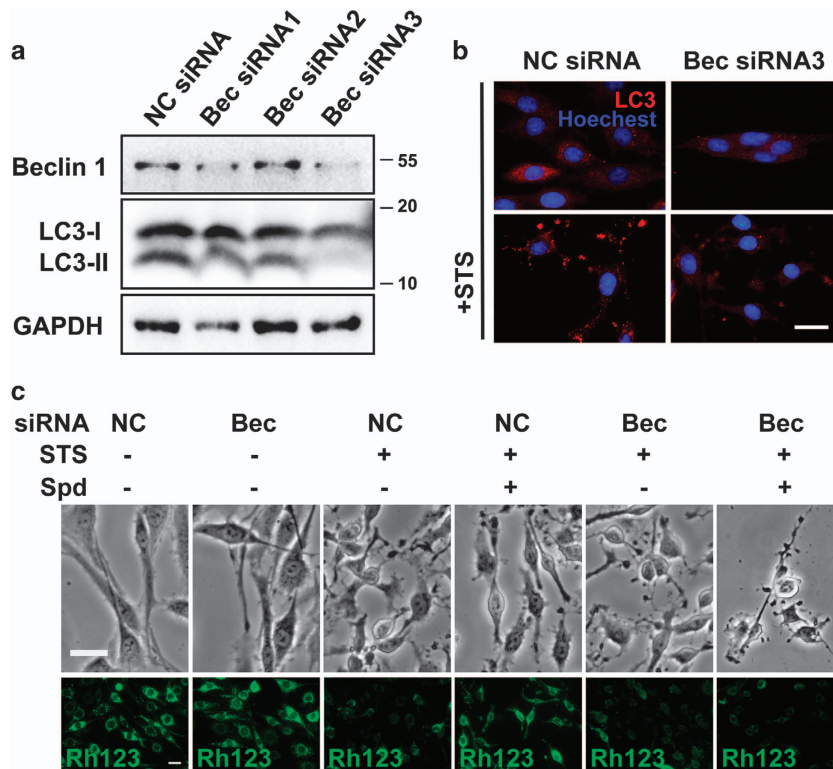 a
NC siRNA
Bec siRNA1
Bec siRNA2
Bec siRNA3
Beclin 1
55
20
LC3-I
LC3-II
10
GAPDH
b
NC siRNA
Bec siRNA3
LC3
Hoechest
+STS
c
siRNA NC Bec NC NC Bec Bec
STS - - + + + +
Spd - - - + - +
Rh123 Rh123 Rh123 Rh123 Rh123 Rh123